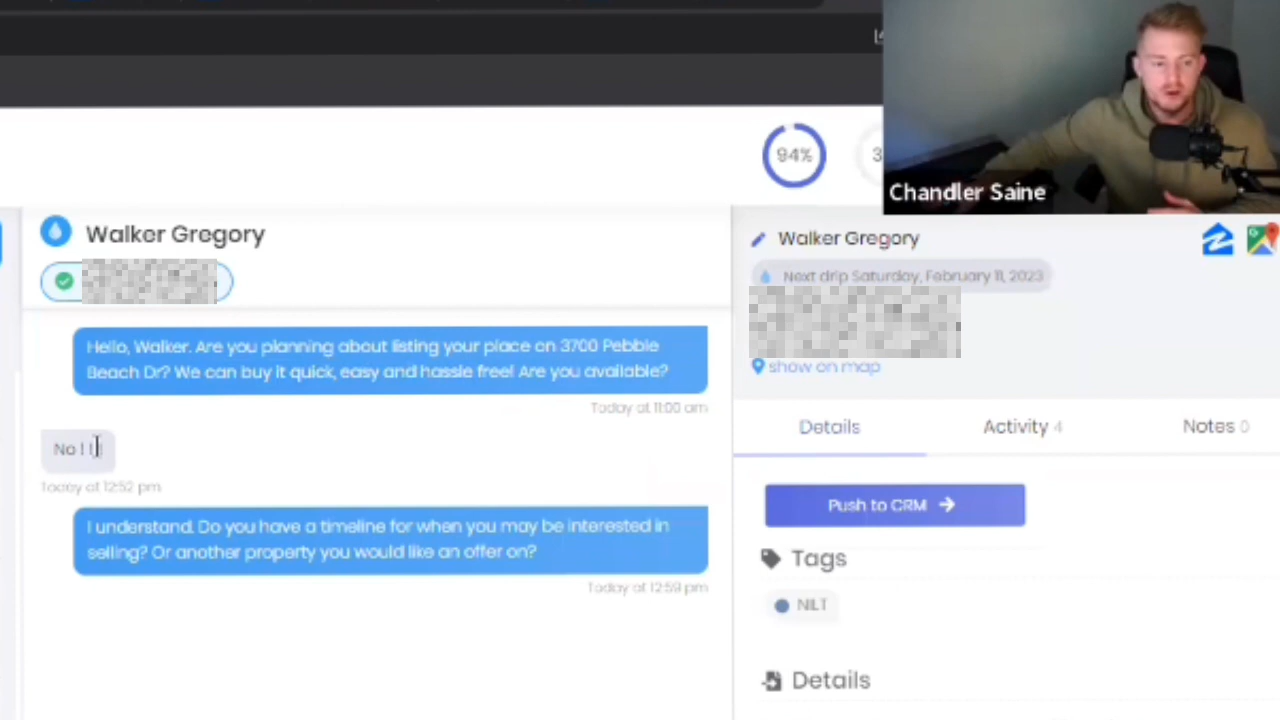 94%
3
Chandler Saine
Walker Gregory
Hello, Walker. Are you planning about listing your place on 3700 Pebble
Beach Dr? We can buy it quick, easy and hassle free! Are you available?
Today at 11:00 am
No ! !
Today at 12:52 pm
I understand. Do you have a timeline for when you may be interested in
selling? Or another property you would like an offer on?
Today at 12:59 pm
Walker Gregory
Next drip Saturday, February 11, 2023
show on map
Details
Activity 4
Notes 0
Push to CRM
Tags
NILT
Details